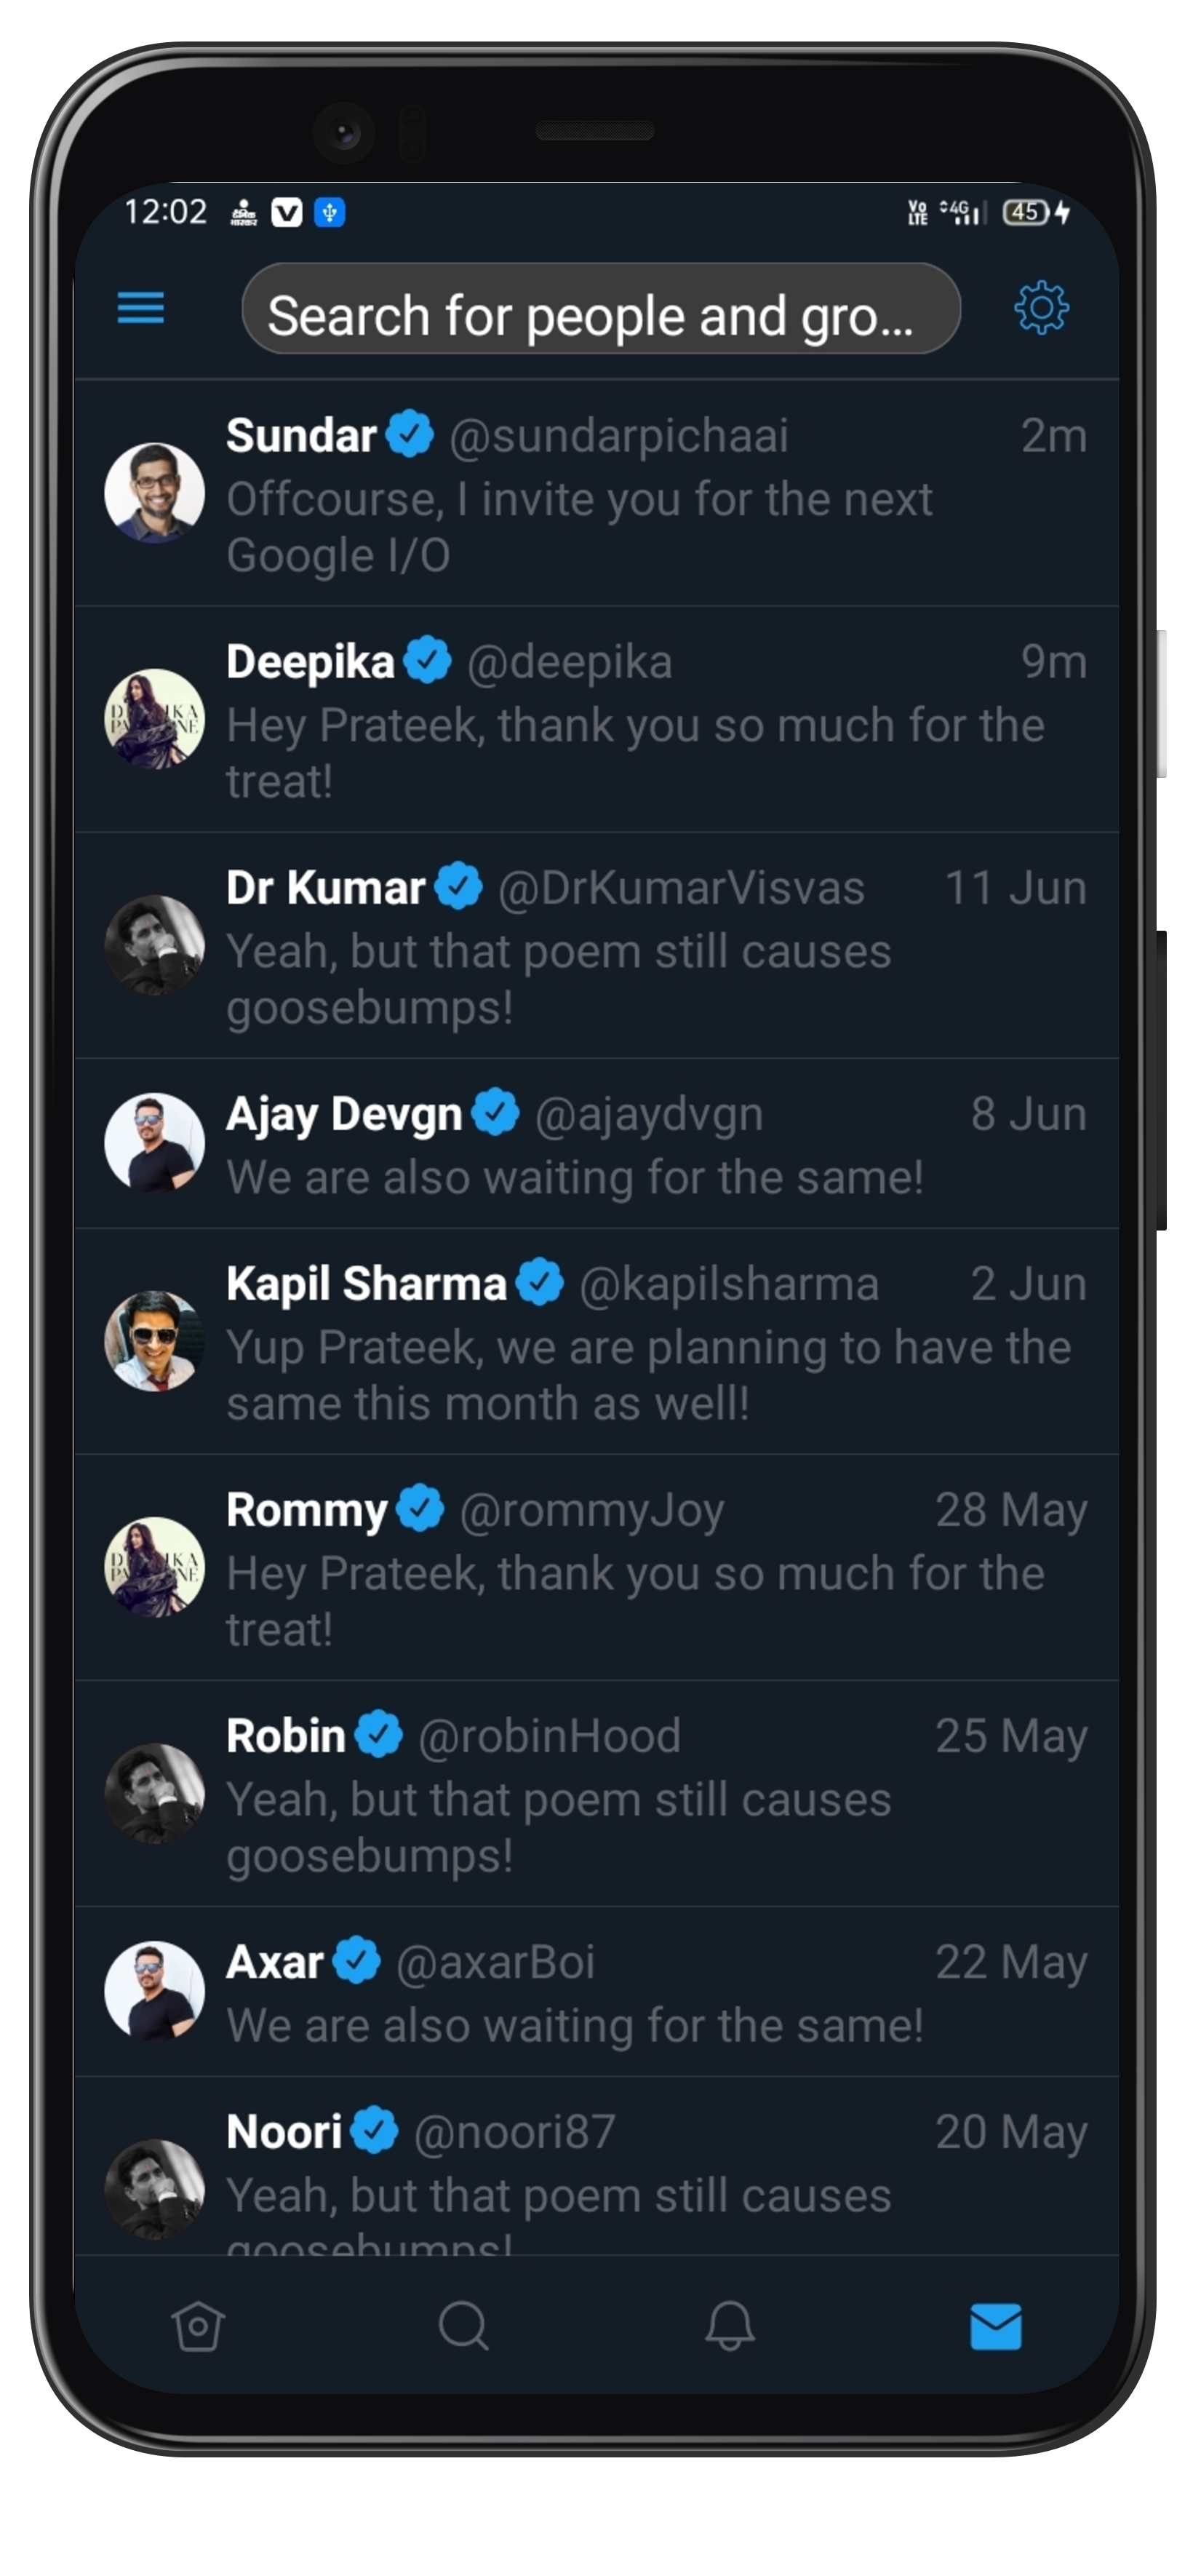 12:02 दैनिक भास्कर Vo LTE 4G 45
Search for people and gro...
Sundar @sundarpichaai 2m
Offcourse, I invite you for the next
Google I/O
Deepika @deepika 9m
Hey Prateek, thank you so much for the
treat!
Dr Kumar @DrKumarVisvas 11 Jun
Yeah, but that poem still causes
goosebumps!
Ajay Devgn @ajaydvgn 8 Jun
We are also waiting for the same!
Kapil Sharma @kapilsharma 2 Jun
Yup Prateek, we are planning to have the
same this month as well!
Rommy @rommyJoy 28 May
Hey Prateek, thank you so much for the
treat!
Robin @robinHood 25 May
Yeah, but that poem still causes
goosebumps!
Axar @axarBoi 22 May
We are also waiting for the same!
Noori @noori87 20 May
Yeah, but that poem still causes
goosebumps!